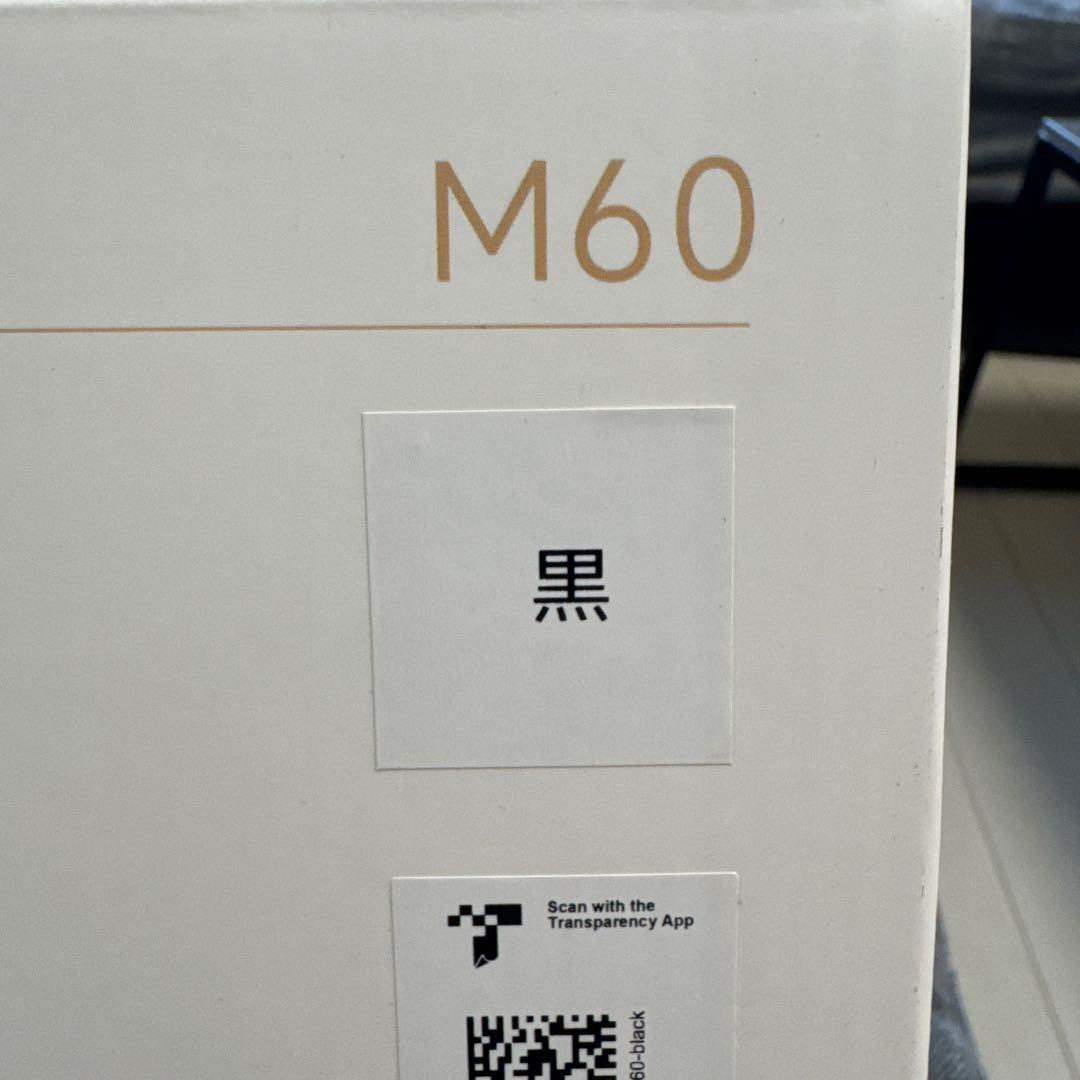 M60
黒
Scan with the
Transparency App
60-black